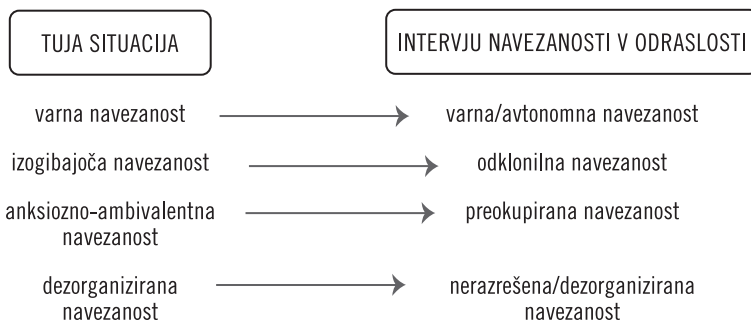 TUJA SITUACIJA
INTERVJU NAVEZANOSTI V ODRASLOSTI
varna navezanost
varna/avtonomna navezanost
izogibajoča navezanost
odklonilna navezanost
anksiozno-ambivalentna
navezanost
preokupirana navezanost
dezorganizirana
navezanost
nerazrešena/dezorganizirana
navezanost